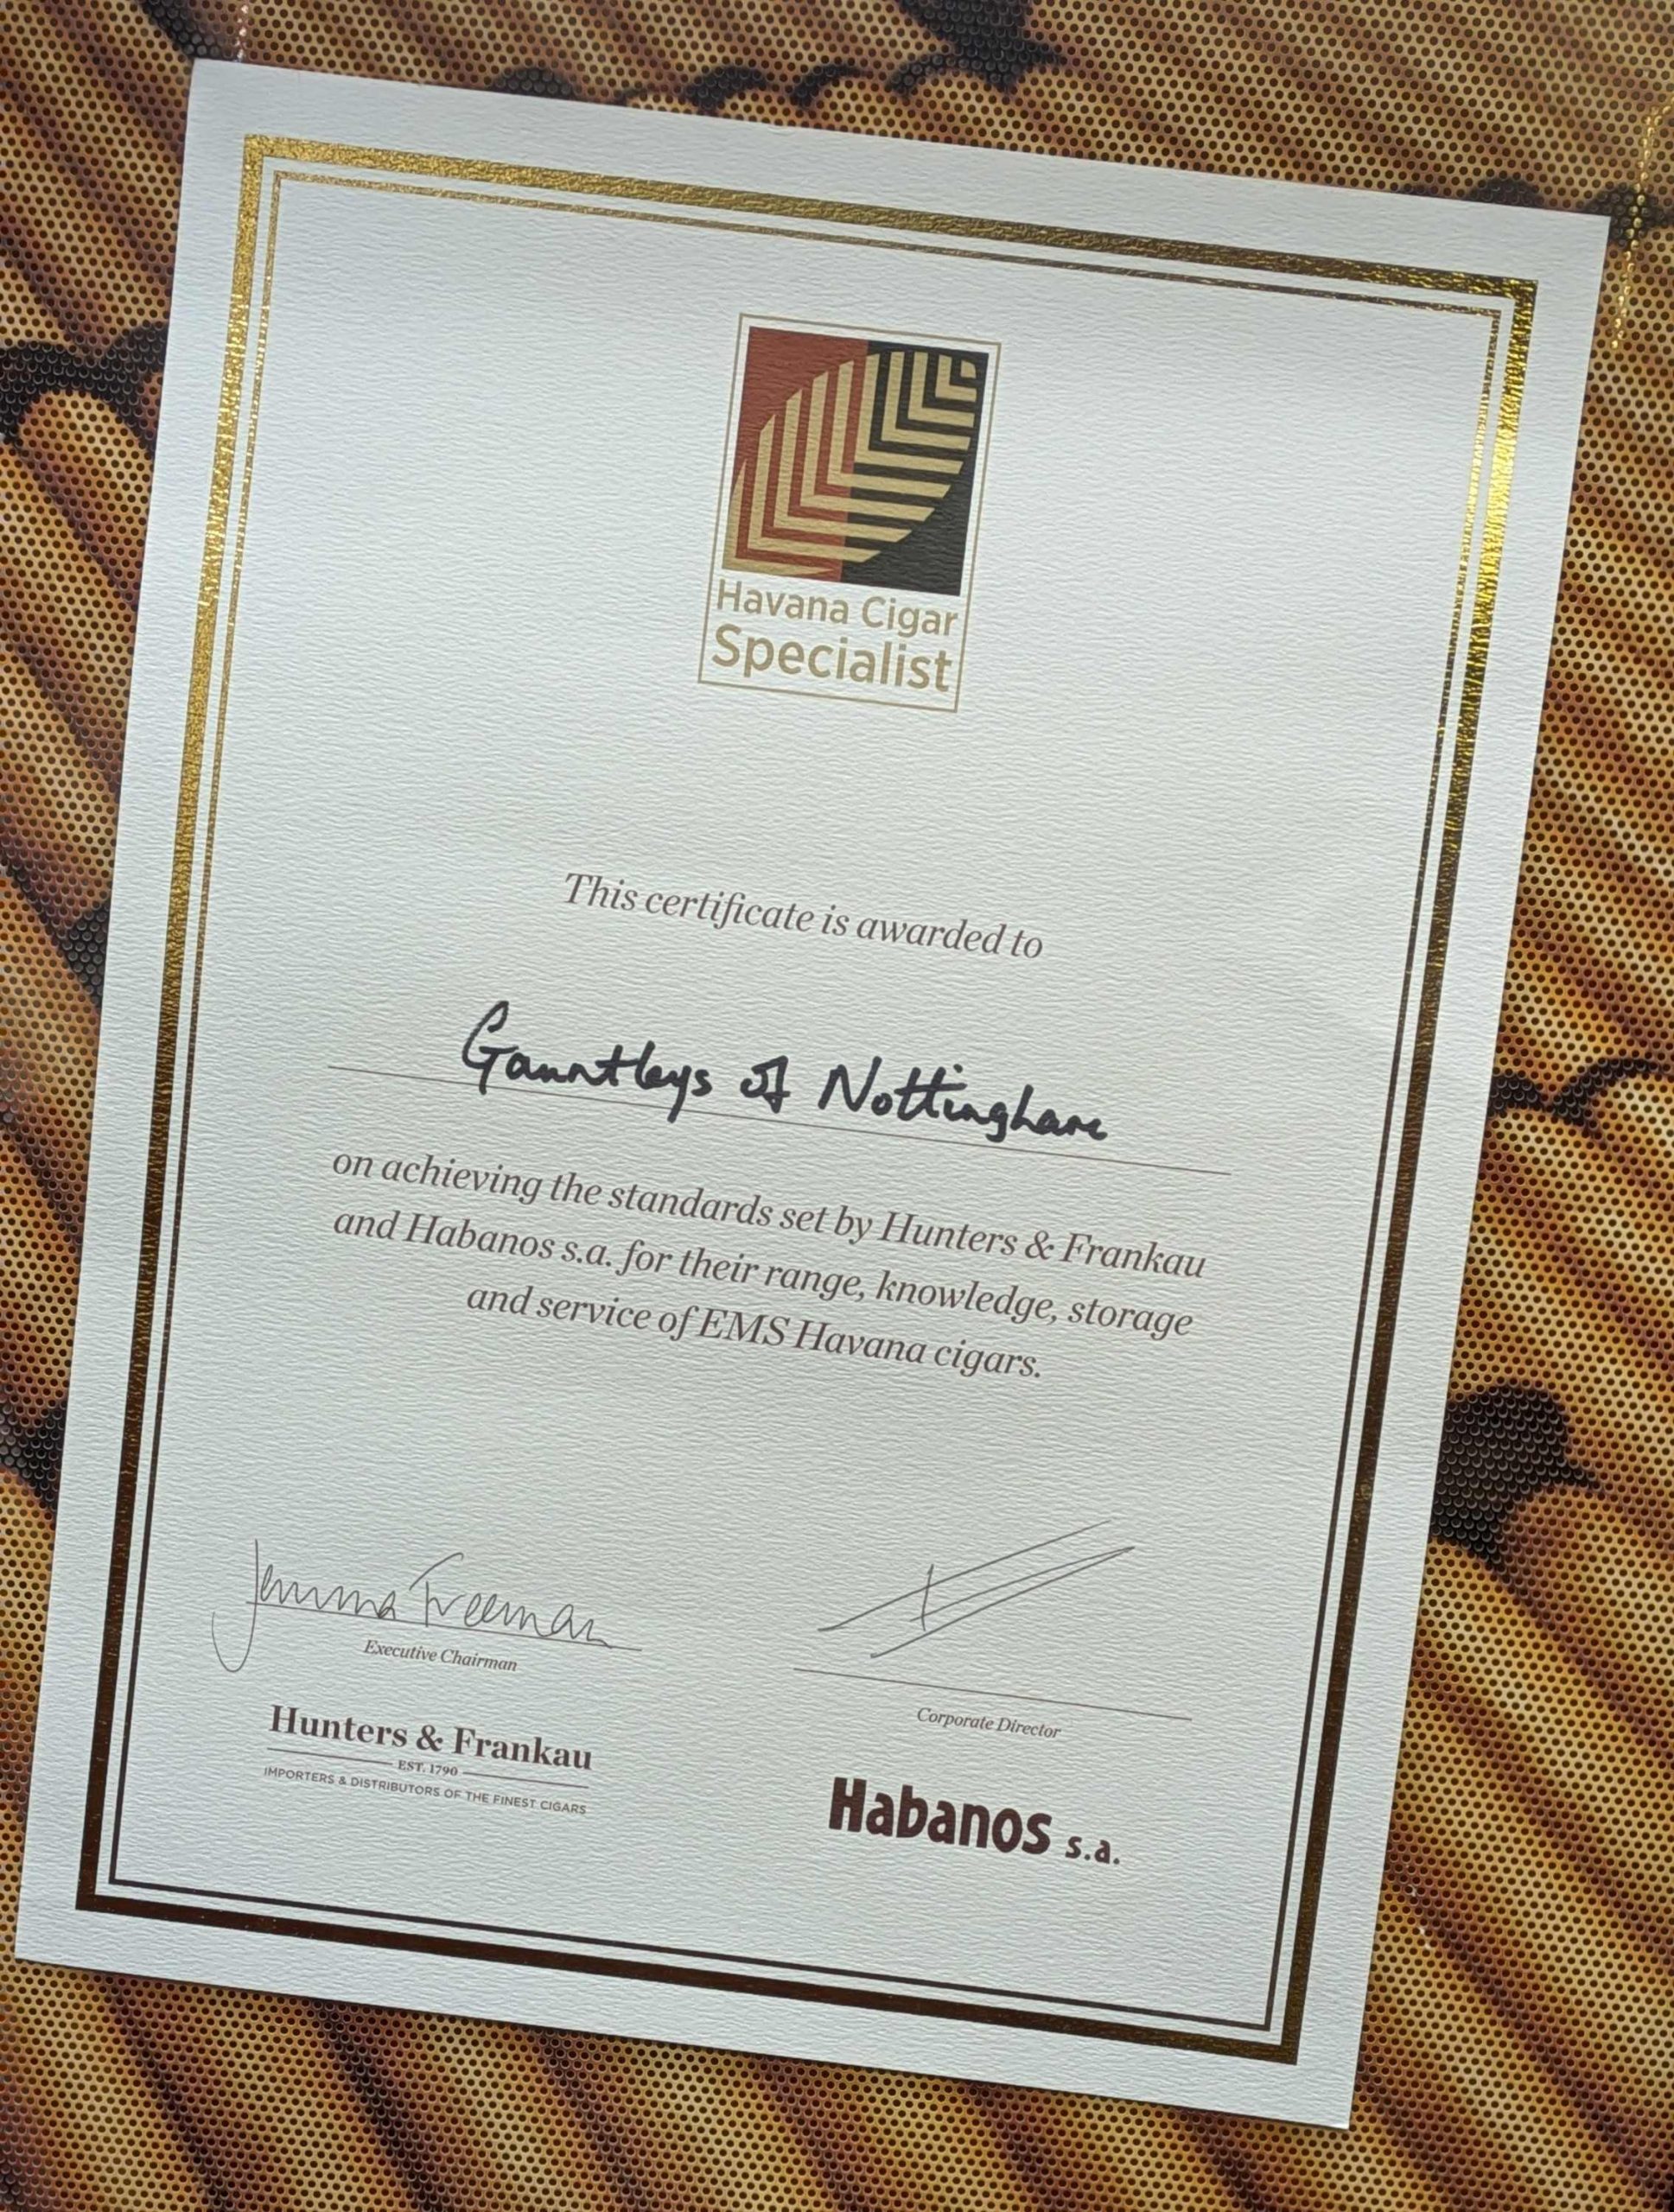 Havana Cigar
Specialist
This certificate is awarded to
Gauntleys of Nottingham
on achieving the standards set by Hunters & Frankau
and Habanos s.a. for their range, knowledge, storage
and service of EMS Havana cigars.
Jemma Freeman
Executive Chairman
Hunters & Frankau
EST. 1790
IMPORTERS & DISTRIBUTORS OF THE FINEST CIGARS
Corporate Director
Habanos s.a.